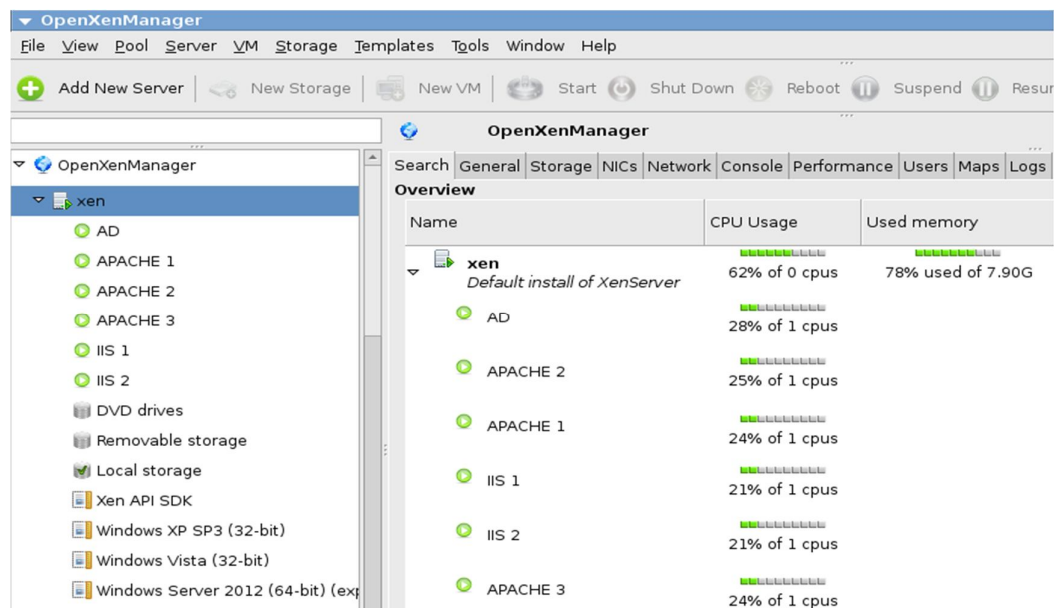 OpenXenManager
File View Pool Server VM Storage Templates Tools Window Help
Add New Server New Storage New VM Start Shut Down Reboot Suspend Resur
OpenXenManager
OpenXenManager
xen
AD
APACHE 1
APACHE 2
APACHE 3
IIS 1
IIS 2
DVD drives
Removable storage
Local storage
Xen API SDK
Windows XP SP3 (32-bit)
Windows Vista (32-bit)
Windows Server 2012 (64-bit) (exp
Search General Storage NICs Network Console Performance Users Maps Logs
Overview
Name CPU Usage Used memory
xen
Default install of XenServer
62% of 0 cpus 78% used of 7.90G
AD
28% of 1 cpus
APACHE 2
25% of 1 cpus
APACHE 1
24% of 1 cpus
IIS 1
21% of 1 cpus
IIS 2
21% of 1 cpus
APACHE 3
24% of 1 cpus